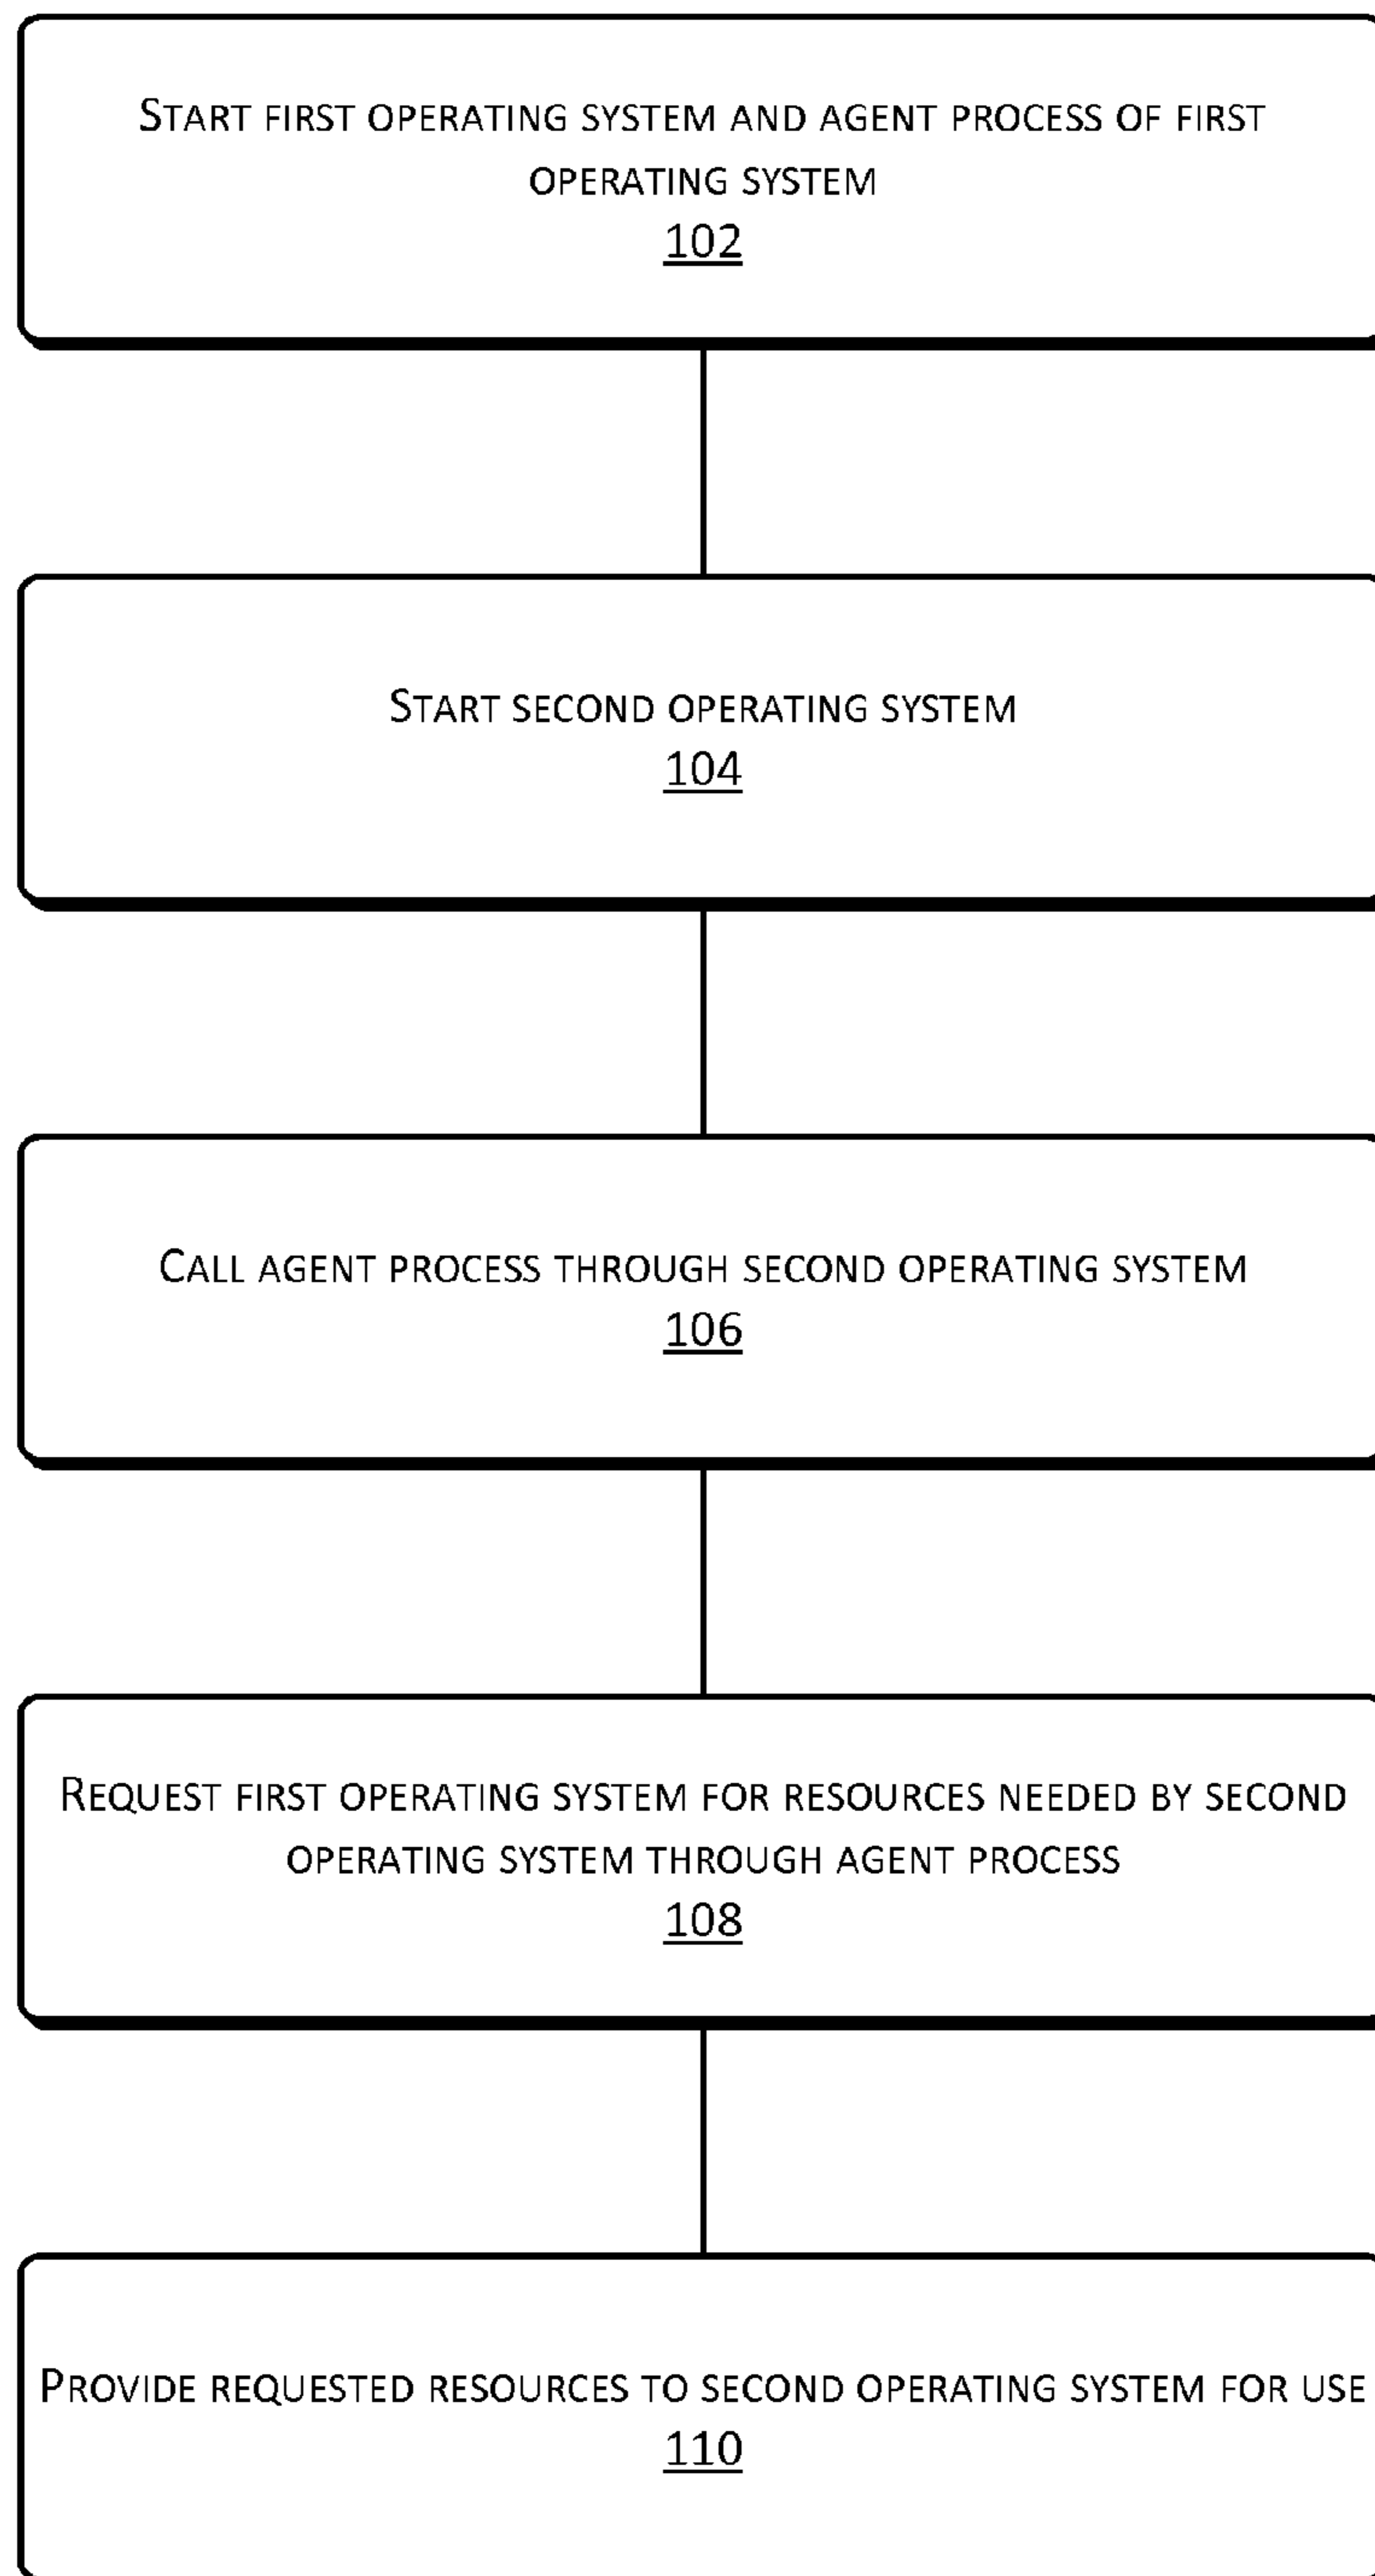 START FIRST OPERATING SYSTEM AND AGENT PROCESS OF FIRST
OPERATING SYSTEM
102
START SECOND OPERATING SYSTEM
104
CALL AGENT PROCESS THROUGH SECOND OPERATING SYSTEM
106
REQUEST FIRST OPERATING SYSTEM FOR RESOURCES NEEDED BY SECOND
OPERATING SYSTEM THROUGH AGENT PROCESS
108
PROVIDE REQUESTED RESOURCES TO SECOND OPERATING SYSTEM FOR USE
110